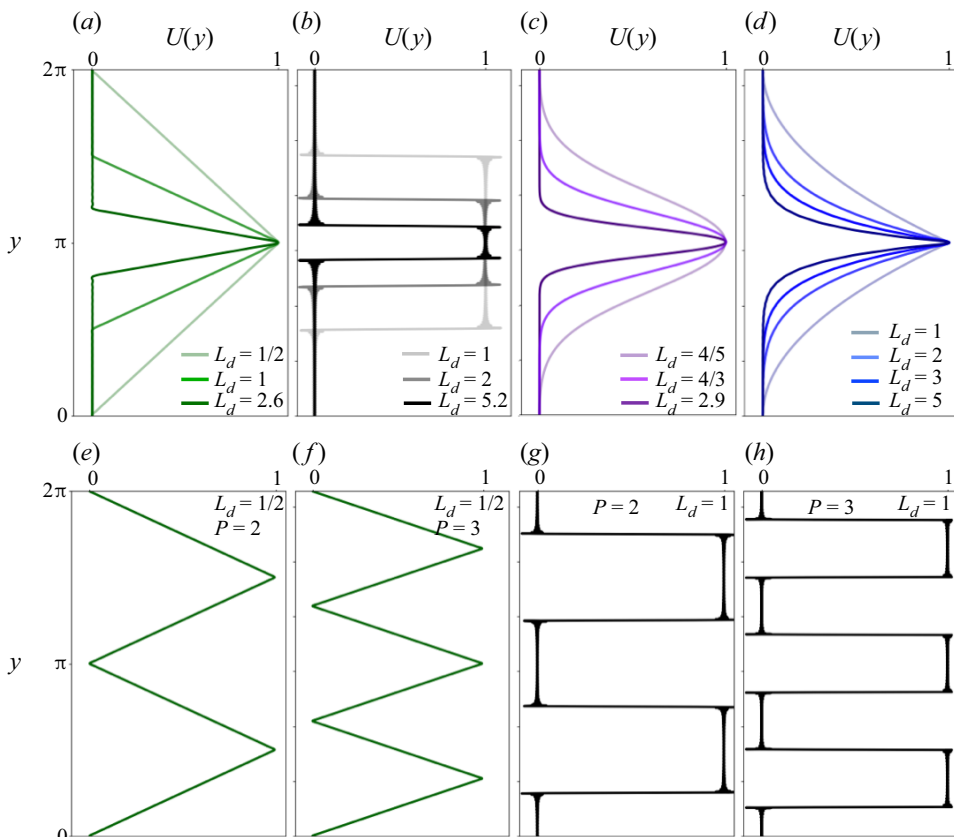 (a) (b) (c) (d)
U(y) U(y) U(y) U(y)
0 1 0 1 0 1 0 1
2π
π
0
y
L_d = 1/2
L_d = 1
L_d = 2.6
L_d = 1
L_d = 2
L_d = 5.2
L_d = 4/5
L_d = 4/3
L_d = 2.9
L_d = 1
L_d = 2
L_d = 3
L_d = 5
(e) (f) (g) (h)
0 1 0 1 0 1 0 1
2π
π
0
y
L_d = 1/2
P = 2
L_d = 1/2
P = 3
P = 2 L_d = 1
P = 3 L_d = 1